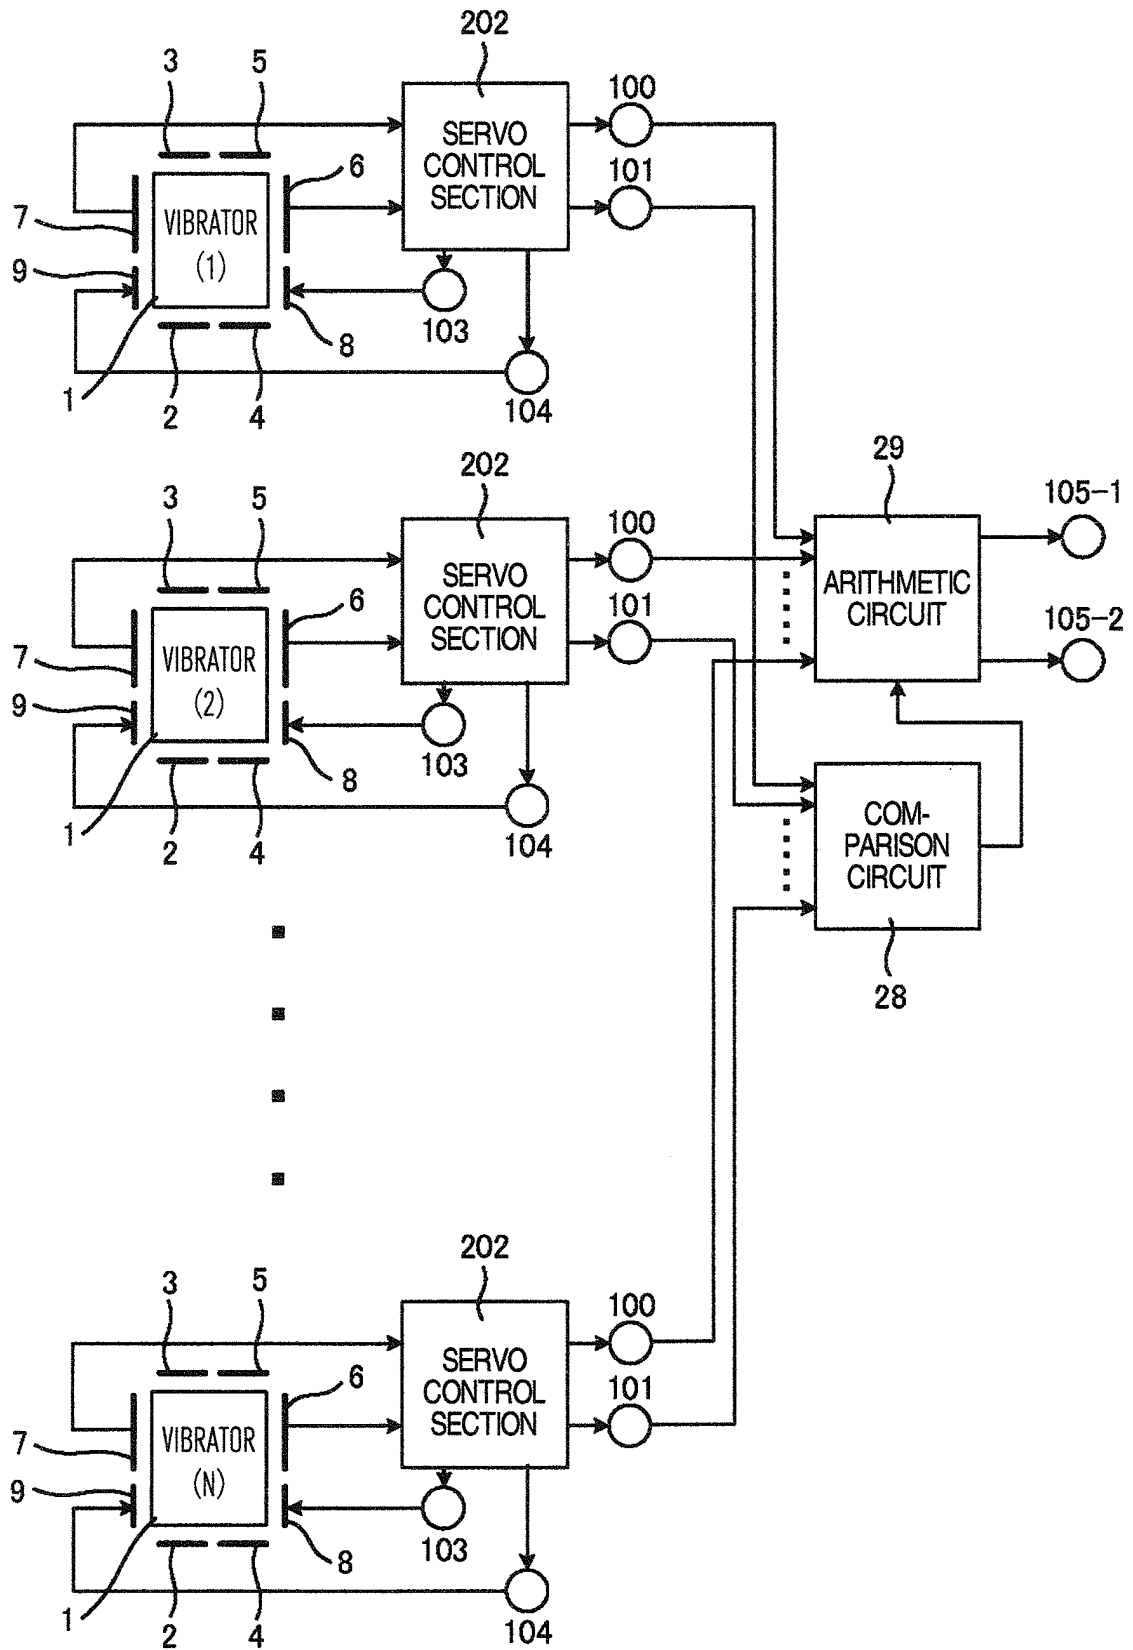 202
3
5
100
SERVO
CONTROL
SECTION
6
101
7
VIBRATOR
(1)
9
103
8
1
2
4
104
29
202
105-1
3
5
100
SERVO
CONTROL
SECTION
ARITHMETIC
CIRCUIT
6
101
105-2
7
VIBRATOR
(2)
9
103
8
COM-
PARISON
CIRCUIT
1
2
4
104
28
202
3
5
100
SERVO
CONTROL
SECTION
6
101
7
VIBRATOR
(N)
9
103
8
1
2
4
104